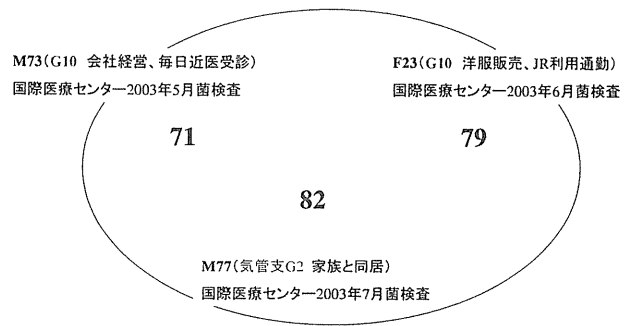 M73(G10 会社経営、毎日近医受診)
国際医療センター2003年5月菌検査
71
F23(G10 洋服販売、JR利用通勤)
国際医療センター2003年6月菌検査
79
82
M77(気管支G2 家族と同居)
国際医療センター2003年7月菌検査